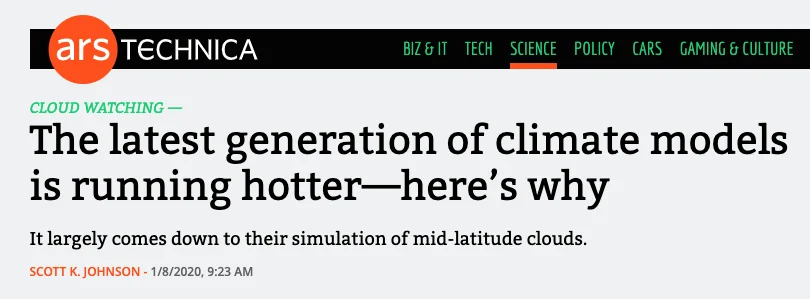 ars TECHNICA
BIZ & IT TECH SCIENCE POLICY CARS GAMING & CULTURE
CLOUD WATCHING —
The latest generation of climate models
is running hotter—here’s why
It largely comes down to their simulation of mid-latitude clouds.
SCOTT K. JOHNSON - 1/8/2020, 9:23 AM